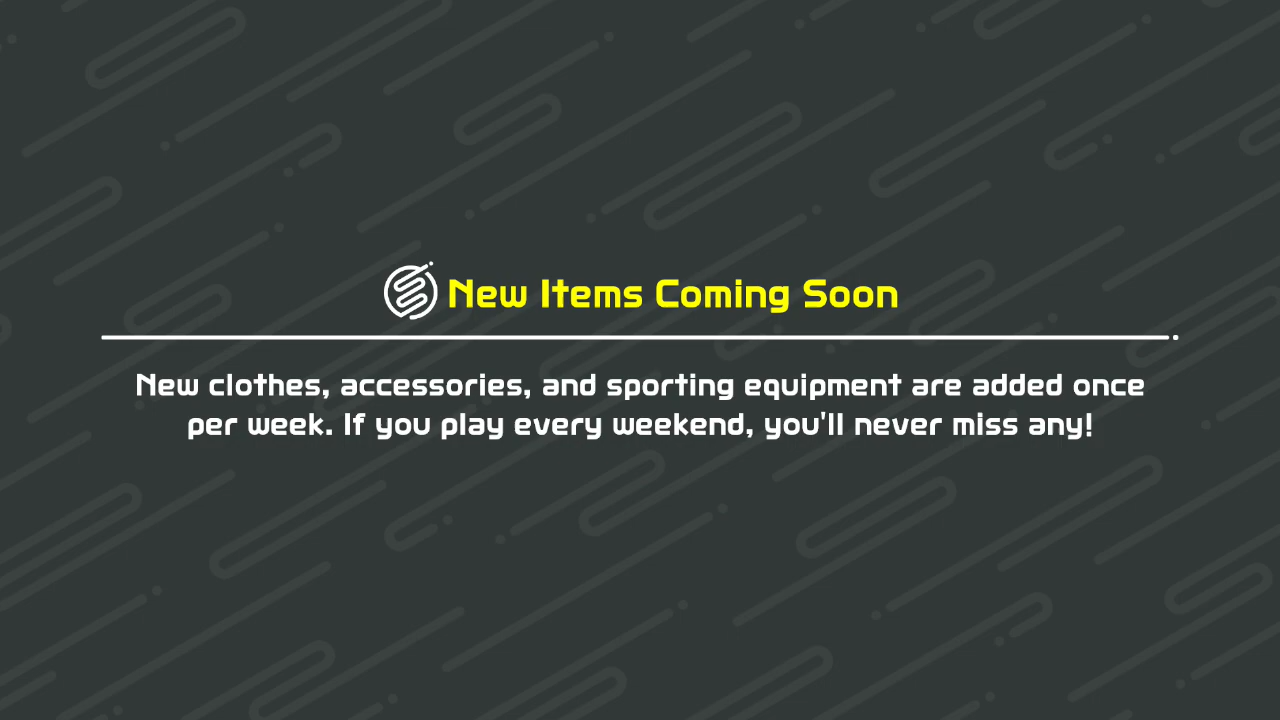 New Items Coming Soon
New clothes, accessories, and sporting equipment are added once
per week. If you play every weekend, you'll never miss any!